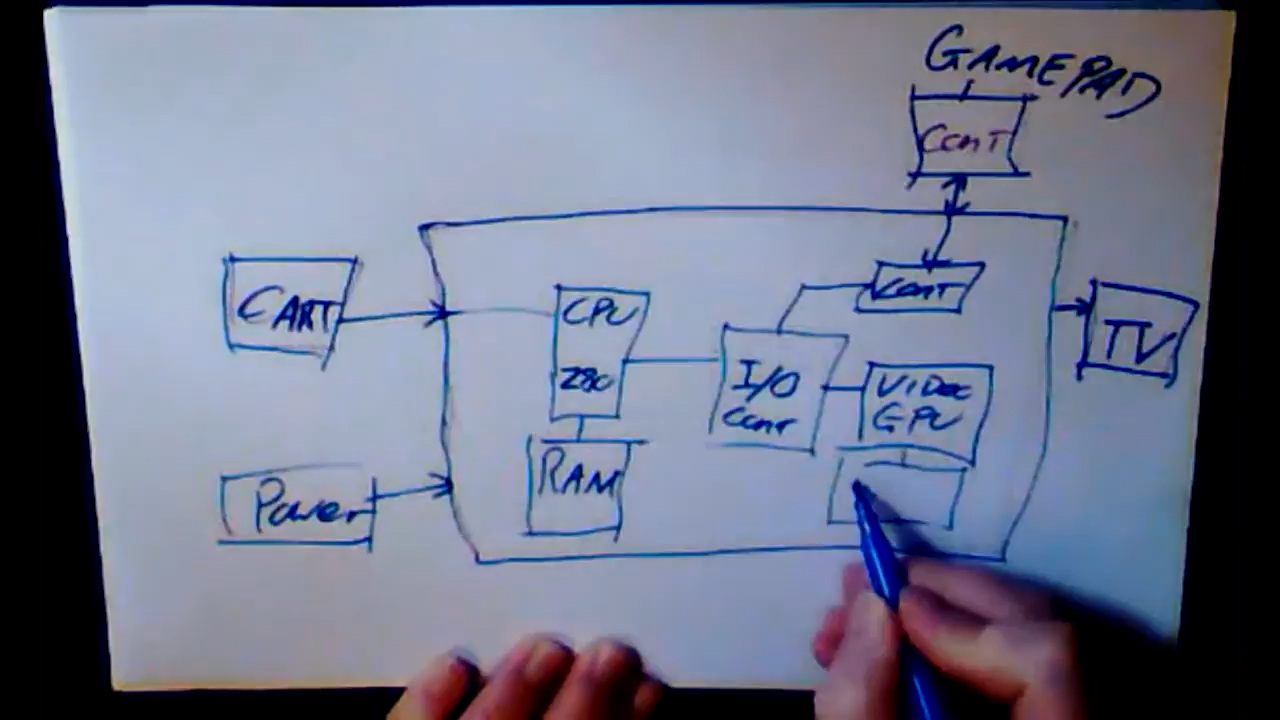 GAMEPAD
CONT
CART
CPU
Z80
CONT
TV
I/O
CONT
VIDEO
GPU
RAM
Power